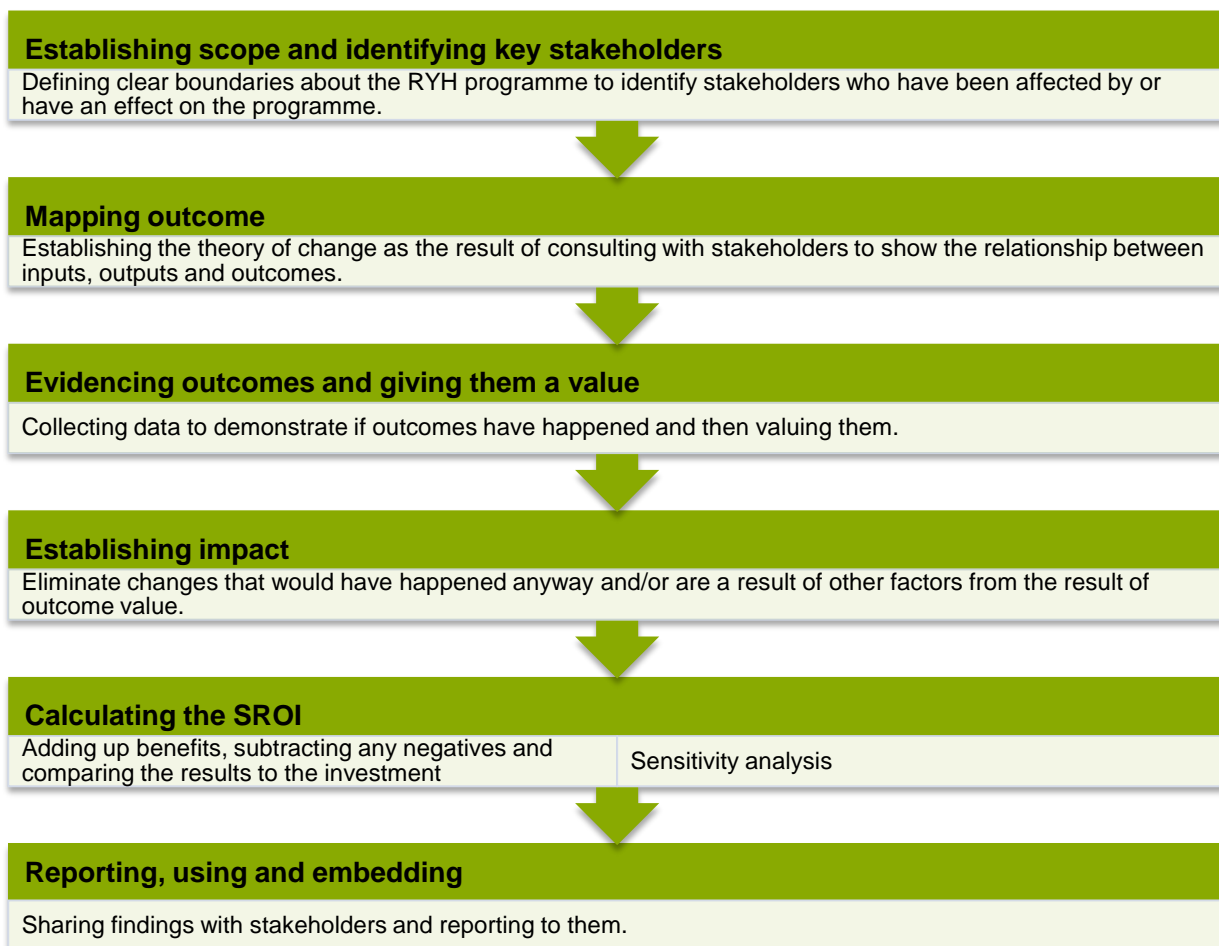 Establishing scope and identifying key stakeholders
Defining clear boundaries about the RYH programme to identify stakeholders who have been affected by or
have an effect on the programme.
Mapping outcome
Establishing the theory of change as the result of consulting with stakeholders to show the relationship between
inputs, outputs and outcomes.
Evidencing outcomes and giving them a value
Collecting data to demonstrate if outcomes have happened and then valuing them.
Establishing impact
Eliminate changes that would have happened anyway and/or are a result of other factors from the result of
outcome value.
Calculating the SROI
Adding up benefits, subtracting any negatives and
comparing the results to the investment
Sensitivity analysis
Reporting, using and embedding
Sharing findings with stakeholders and reporting to them.